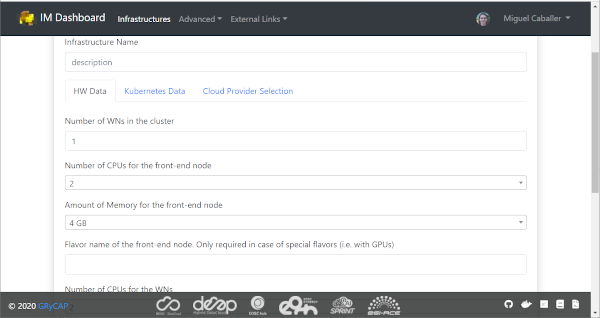 IM Dashboard Infrastructures Advanced External Links Miguel Caballer
Infrastructure Name
description
HW Data Kubernetes Data Cloud Provider Selection
Number of WNs in the cluster
1
Number of CPUs for the front-end node
2
Amount of Memory for the front-end node
4 GB
Flavor name of the front-end node. Only required in case of special flavors (i.e. with GPUs)
Number of CPUs for the WNs
© 2020 GRyCAP
deep
EOSC-hub
SPRINT
EGI-ACE